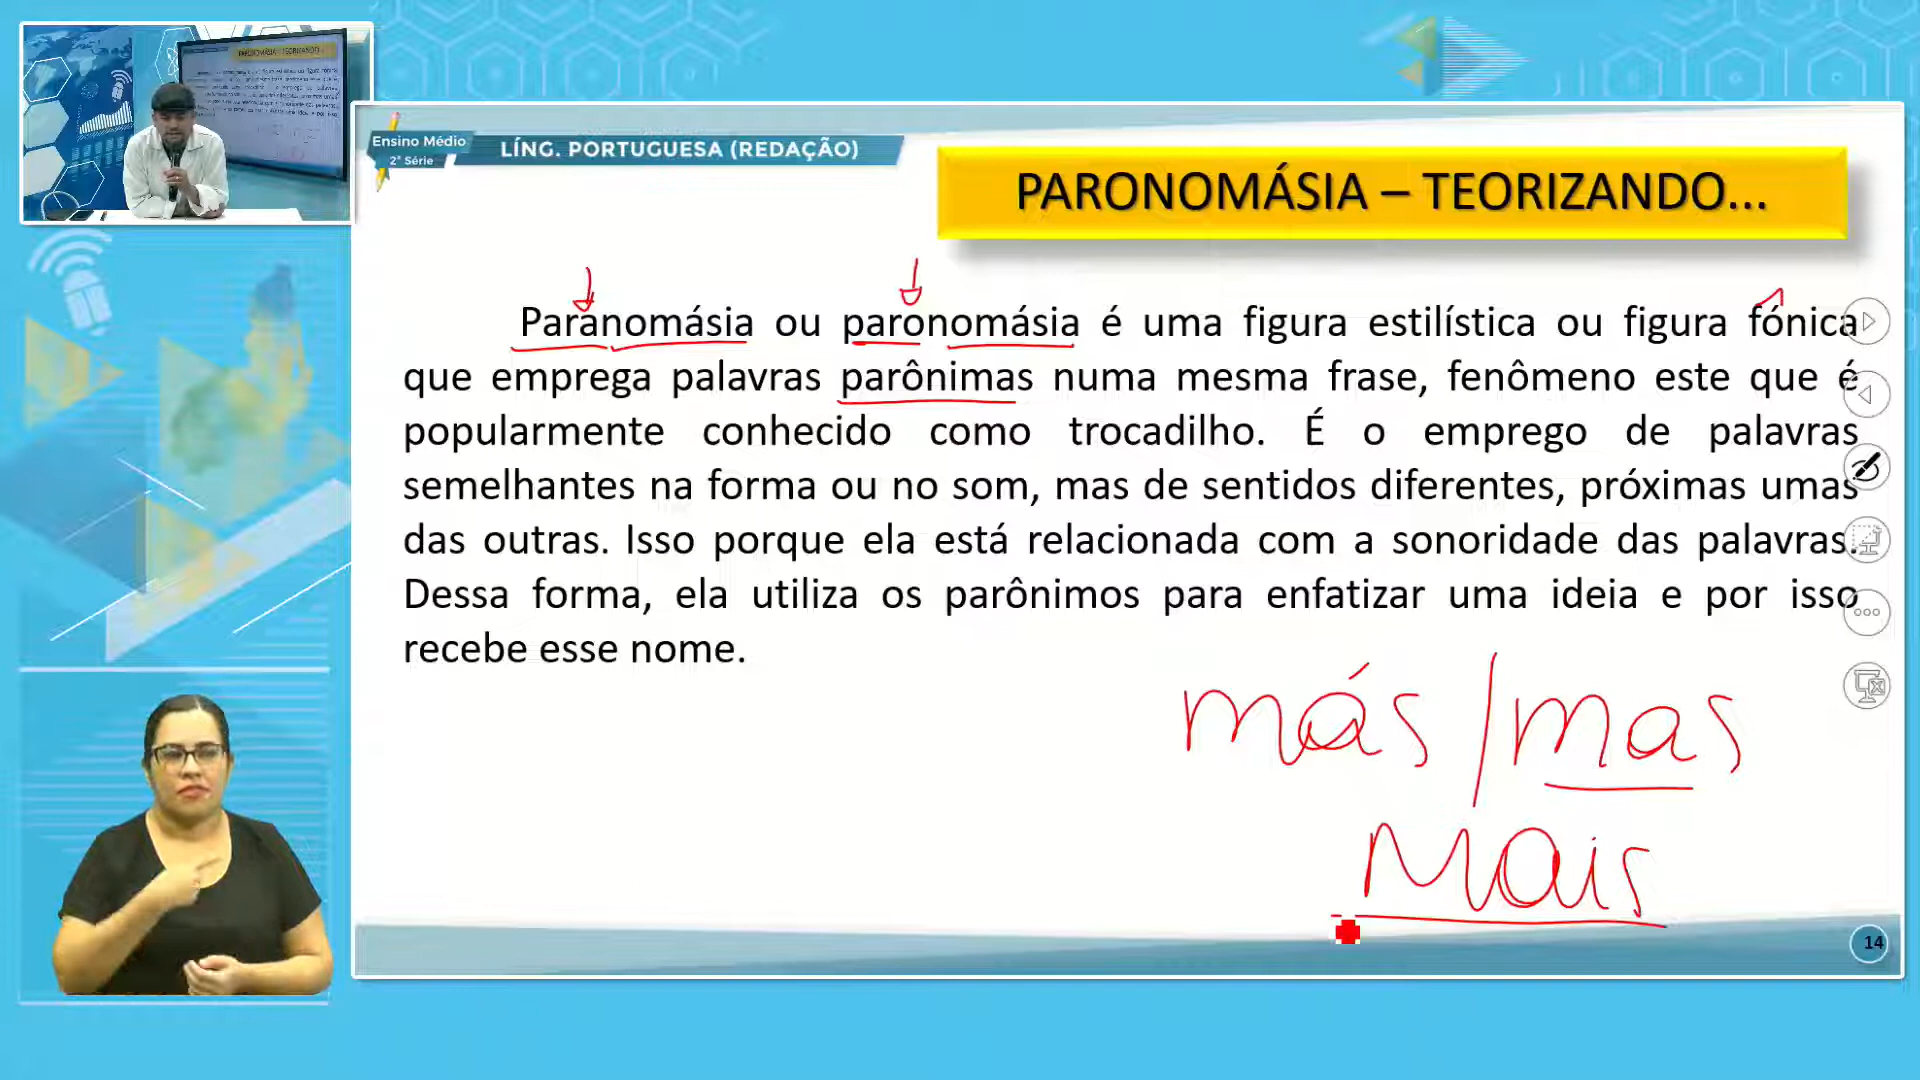 PARONOMÁSIA – TEORIZANDO...
Ensino Médio
2ª Série
LÍNG. PORTUGUESA (REDAÇÃO)
PARONOMÁSIA – TEORIZANDO...
Paranomásia ou paronomásia é uma figura estilística ou figura fónica
que emprega palavras parônimas numa mesma frase, fenômeno este que é
popularmente conhecido como trocadilho. É o emprego de palavras
semelhantes na forma ou no som, mas de sentidos diferentes, próximas umas
das outras. Isso porque ela está relacionada com a sonoridade das palavras.
Dessa forma, ela utiliza os parônimos para enfatizar uma ideia e por isso
recebe esse nome.
más / mas
Mais
14